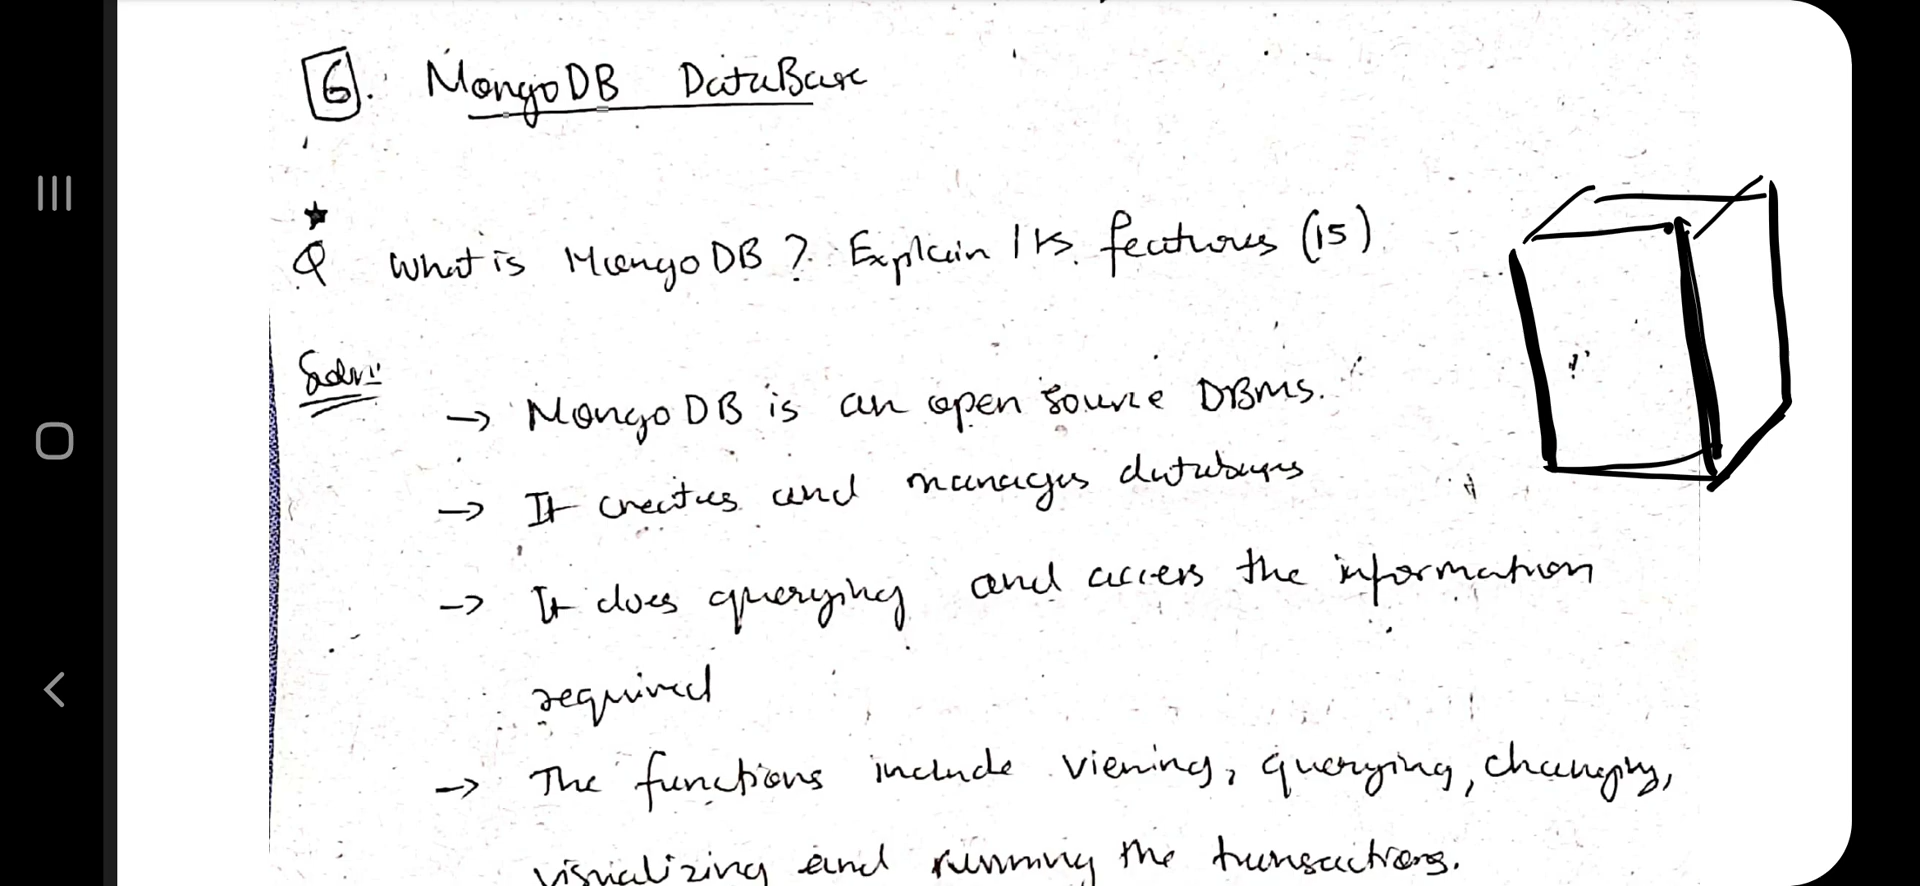 6. MongoDB DataBase
Q What is MongoDB? Explain Its features (15)
Soln:
→ MongoDB is an open source DBMS.
→ It creates and manages databases
→ It does querying and access the information
required
→ The functions include viewing, querying, changing,
visualizing and running the transactions.